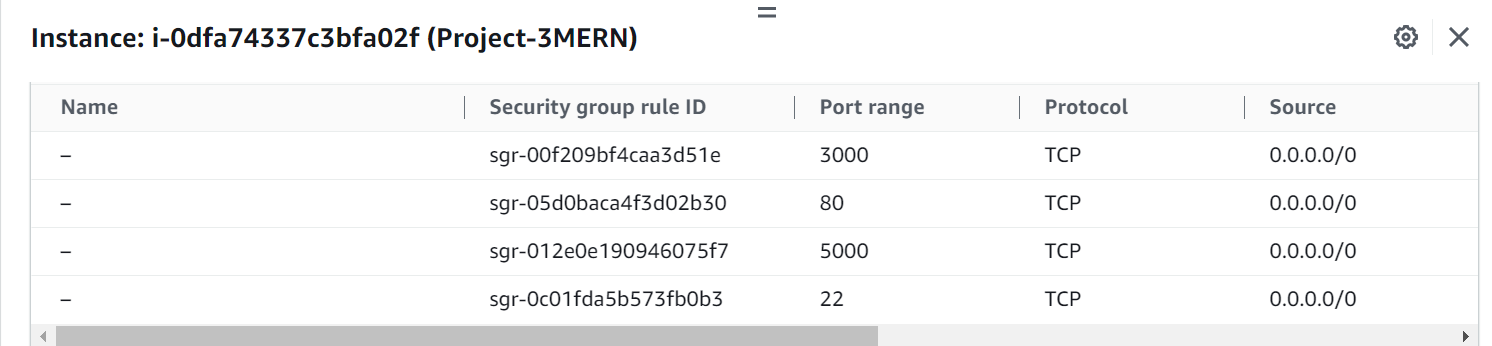 Instance: i-0dfa74337c3bfa02f (Project-3MERN)
Name Security group rule ID Port range Protocol Source
– sgr-00f209bf4caa3d51e 3000 TCP 0.0.0.0/0
– sgr-05d0baca4f3d02b30 80 TCP 0.0.0.0/0
– sgr-012e0e190946075f7 5000 TCP 0.0.0.0/0
– sgr-0c01fda5b573fb0b3 22 TCP 0.0.0.0/0